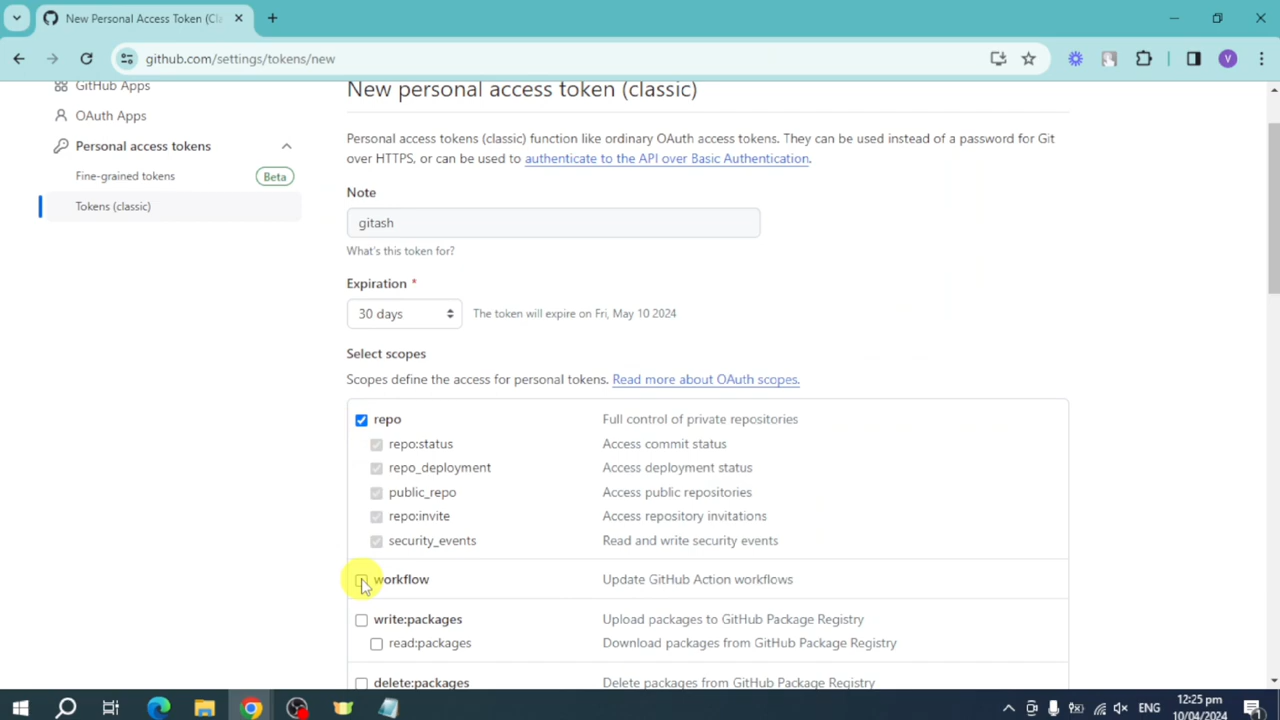 New Personal Access Token (Cl
github.com/settings/tokens/new
V
GitHub Apps
OAuth Apps
Personal access tokens
Fine-grained tokens
Beta
Tokens (classic)
New personal access token (classic)
Personal access tokens (classic) function like ordinary OAuth access tokens. They can be used instead of a password for Git
over HTTPS, or can be used to authenticate to the API over Basic Authentication.
Note
gitash
What's this token for?
Expiration *
30 days
The token will expire on Fri, May 10 2024
Select scopes
Scopes define the access for personal tokens. Read more about OAuth scopes.
repo Full control of private repositories
repo:status Access commit status
repo_deployment Access deployment status
public_repo Access public repositories
repo:invite Access repository invitations
security_events Read and write security events
workflow Update GitHub Action workflows
write:packages Upload packages to GitHub Package Registry
read:packages Download packages from GitHub Package Registry
delete:packages Delete packages from GitHub Package Registry
ENG
12:25 pm
10/04/2024